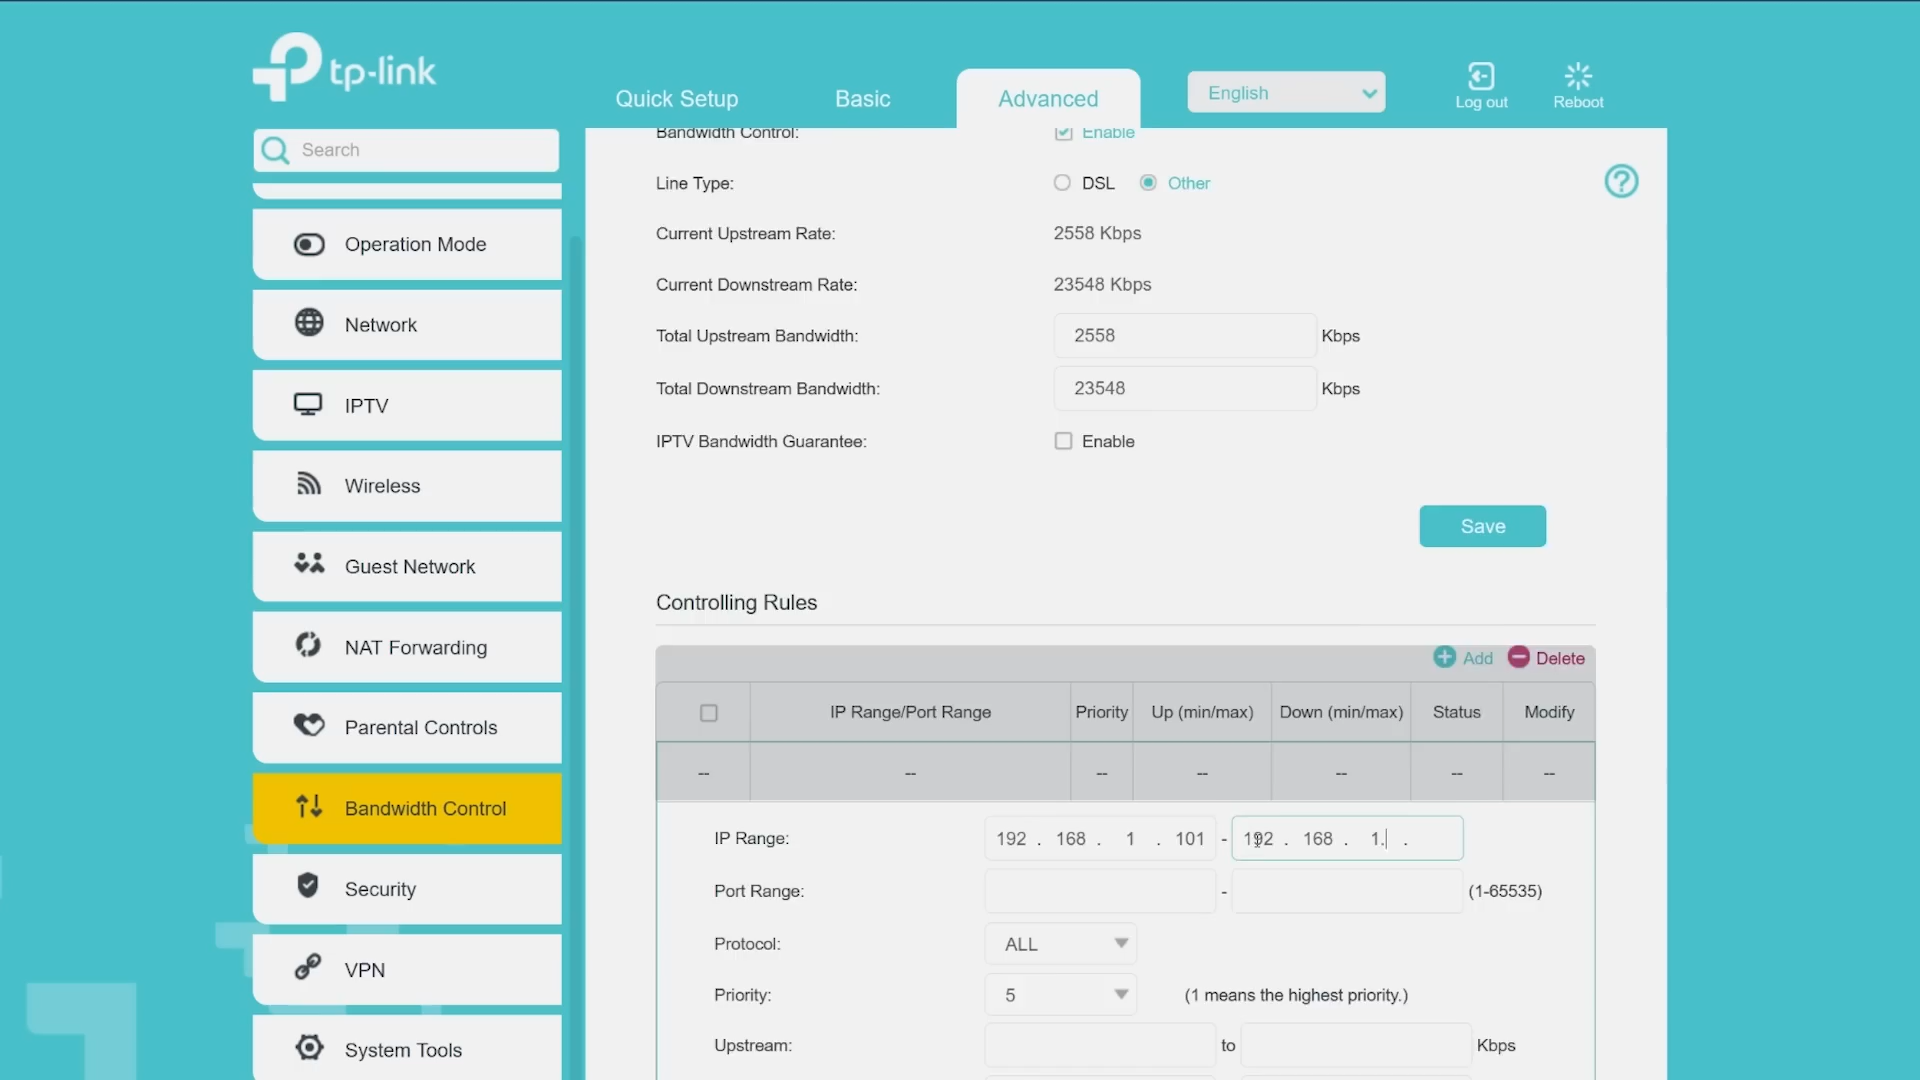 tp-link
Quick Setup
Basic
Advanced
English
Log out
Reboot
Search
Operation Mode
Network
IPTV
Wireless
Guest Network
NAT Forwarding
Parental Controls
Bandwidth Control
Security
VPN
System Tools
Bandwidth Control: Enable
Line Type: DSL Other
Current Upstream Rate: 2558 Kbps
Current Downstream Rate: 23548 Kbps
Total Upstream Bandwidth: 2558 Kbps
Total Downstream Bandwidth: 23548 Kbps
IPTV Bandwidth Guarantee: Enable
Save
Controlling Rules
Add Delete
IP Range/Port Range Priority Up (min/max) Down (min/max) Status Modify
-- -- -- -- -- -- --
IP Range: 192 . 168 . 1 . 101 - 192 . 168 . 1. .
Port Range: - (1-65535)
Protocol: ALL
Priority: 5 (1 means the highest priority.)
Upstream: to Kbps